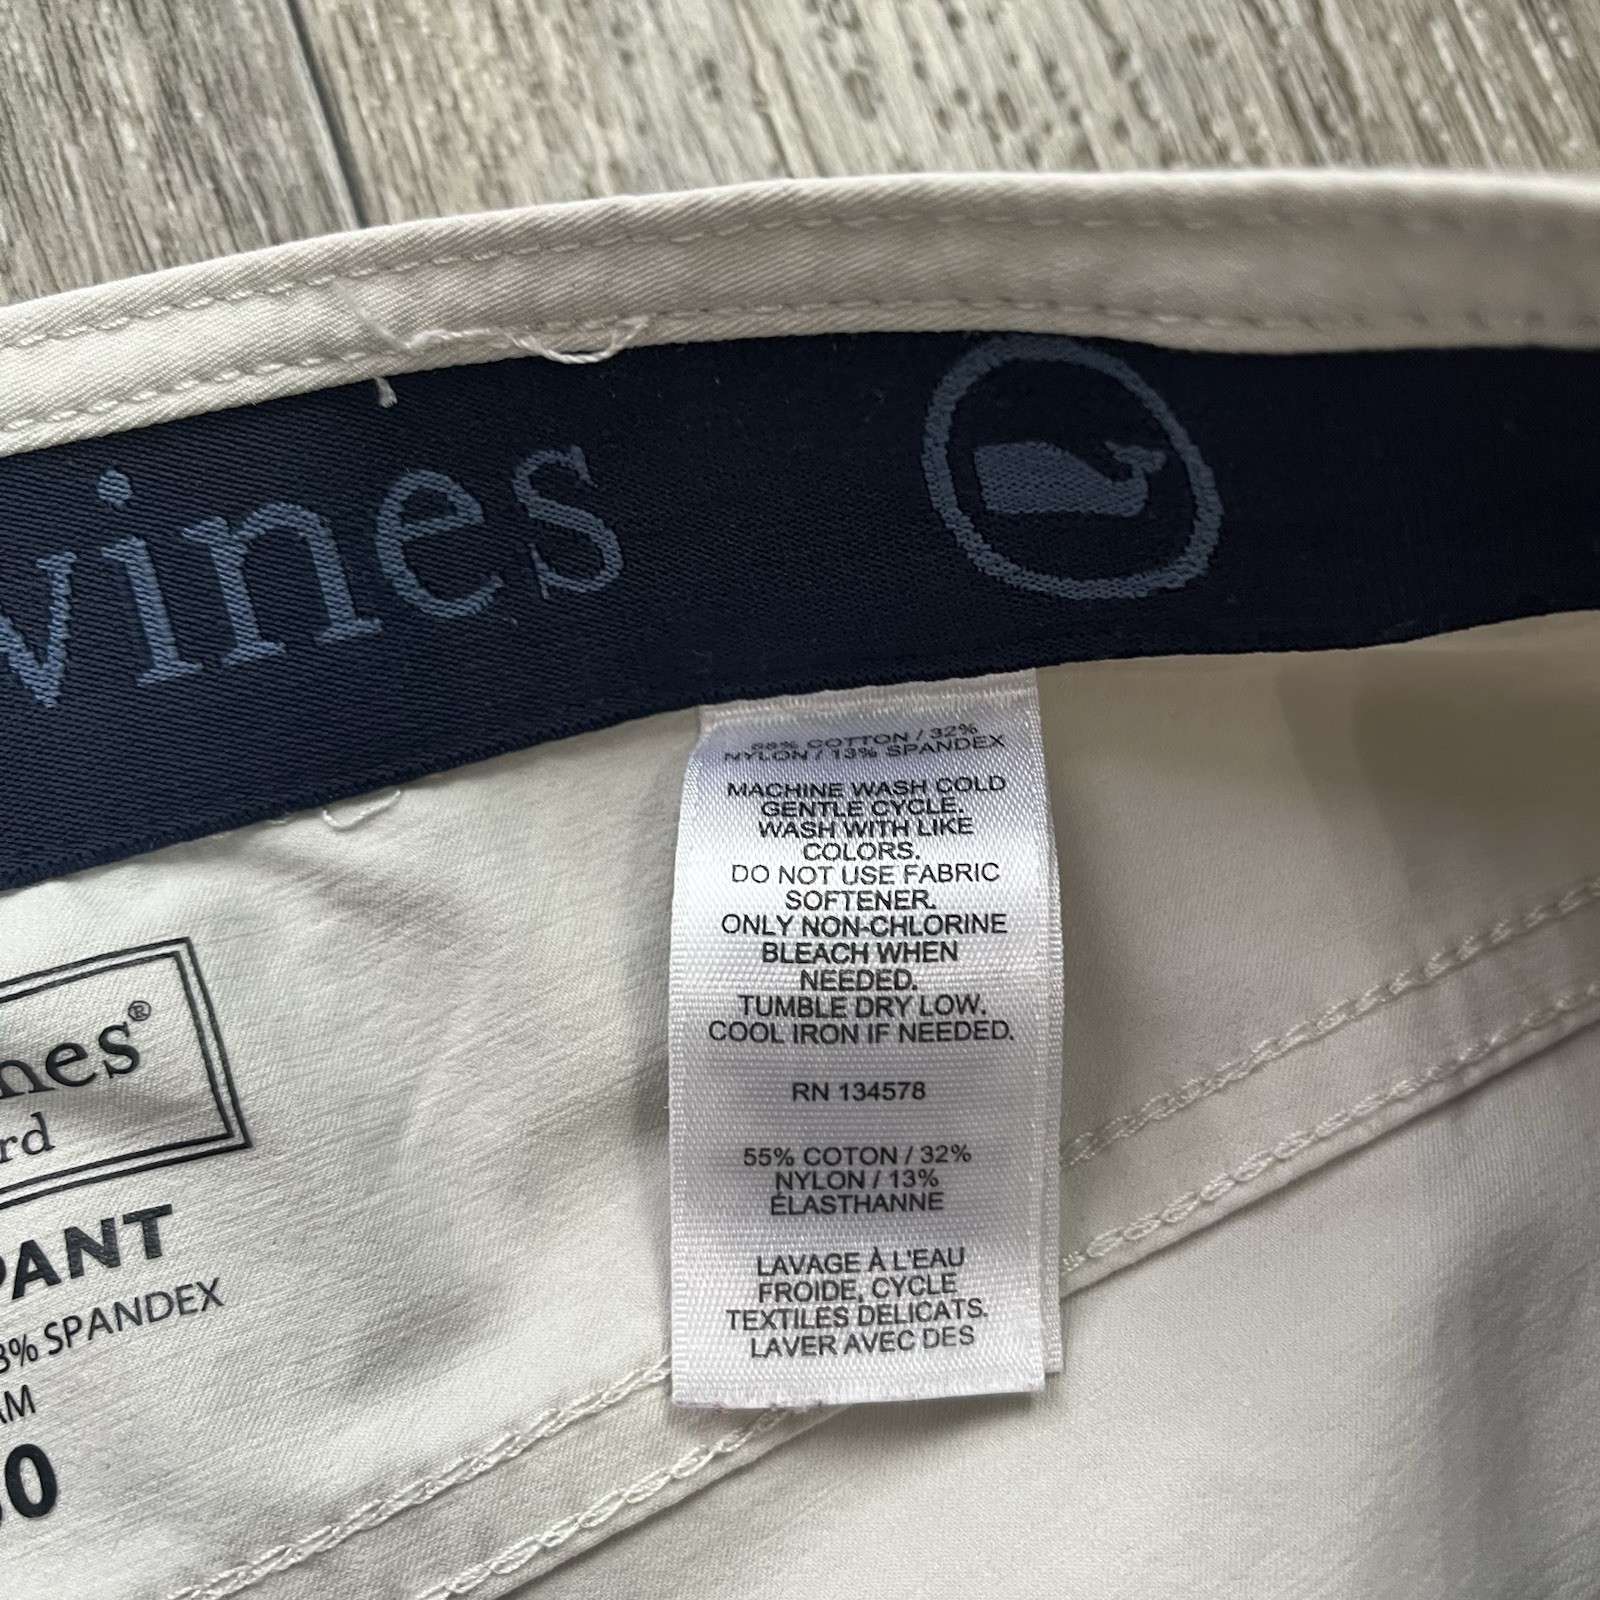 vines
55% COTTON / 32%
NYLON / 13% SPANDEX
MACHINE WASH COLD
GENTLE CYCLE.
WASH WITH LIKE
COLORS.
DO NOT USE FABRIC
SOFTENER.
ONLY NON-CHLORINE
BLEACH WHEN
NEEDED.
TUMBLE DRY LOW.
COOL IRON IF NEEDED.
RN 134578
55% COTON / 32%
NYLON / 13%
ÉLASTHANNE
LAVAGE À L'EAU
FROIDE, CYCLE
TEXTILES DÉLICATS.
LAVER AVEC DES
nes®
rd
PANT
3% SPANDEX
AM
0